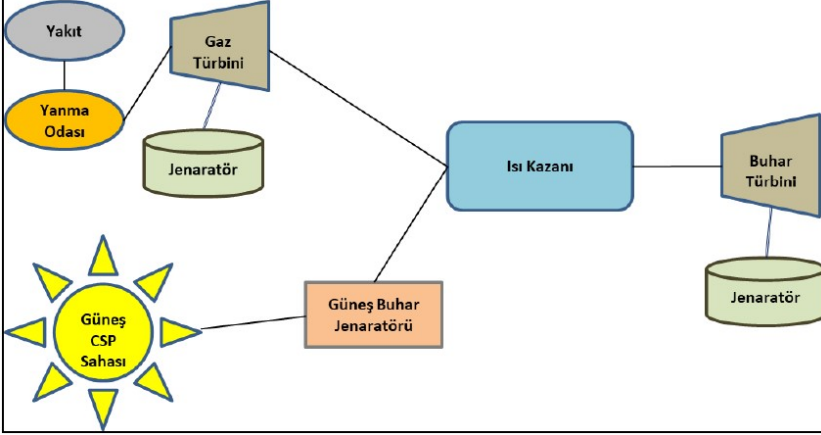 Yakıt
Yanma
Odası
Gaz
Türbini
Jenaratör
Isı Kazanı
Buhar
Türbini
Jenaratör
Güneş
CSP
Sahası
Güneş Buhar
Jenaratörü